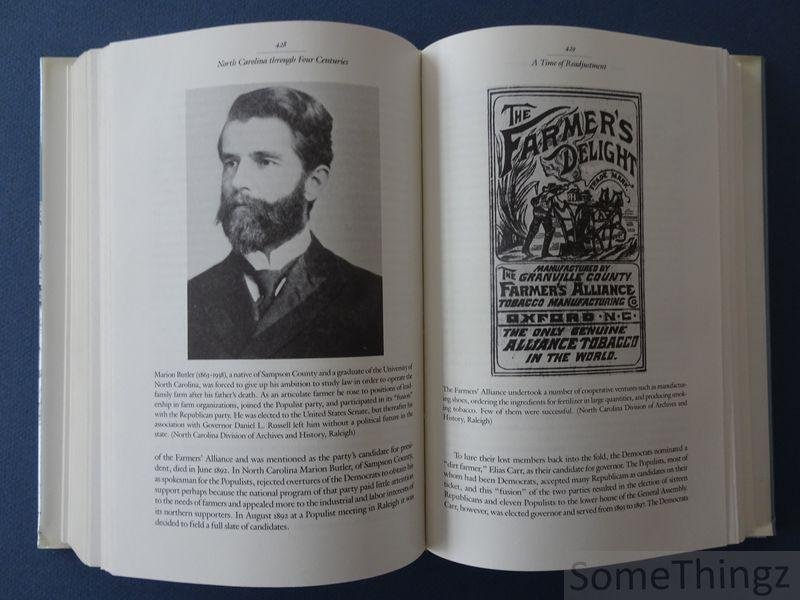 428
North Carolina through Four Centuries
Marion Butler (1863-1938), a native of Sampson County and a graduate of the University of
North Carolina, was forced to give up his ambition to study law in order to operate the
family farm after his father's death. As an articulate farmer he rose to positions of lead-
ership in farm organizations, joined the Populist party, and participated in its "fusion"
with the Republican party. He was elected to the United States Senate, but thereafter his
association with Governor Daniel L. Russell left him without a political future in the
state. (North Carolina Division of Archives and History, Raleigh)
of the Farmers' Alliance and was mentioned as the party's candidate for presi-
dent, died in June 1892. In North Carolina Marion Butler, of Sampson County,
as spokesman for the Populists, rejected overtures of the Democrats to obtain his
support perhaps because the national program of that party paid little attention
to the needs of farmers and appealed more to the industrial and labor interests of
its northern supporters. In August 1892 at a Populist meeting in Raleigh it was
decided to field a full slate of candidates.
429
A Time of Readjustment
THE
FARMER'S
DELIGHT
TRADE MARK
MANUFACTURED BY
THE GRANVILLE COUNTY
FARMER'S ALLIANCE
TOBACCO MANUFACTURING CO
OXFORD · N · C ·
THE ONLY GENUINE
ALLIANCE TOBACCO
IN THE WORLD.
The Farmers' Alliance undertook a number of cooperative ventures such as manufactur-
ing shoes, ordering the ingredients for fertilizer in large quantities, and producing smok-
ing tobacco. Few of them were successful. (North Carolina Division of Archives and
History, Raleigh)
To lure their lost members back into the fold, the Democrats nominated a
"dirt farmer," Elias Carr, as their candidate for governor. The Populists, most of
whom had been Democrats, accepted many Republicans as candidates on their
ticket, and this "fusion" of the two parties resulted in the election of sixteen
Republicans and eleven Populists to the lower house of the General Assembly.
Carr, however, was elected governor and served from 1893 to 1897. The Democrats
SomeThingz